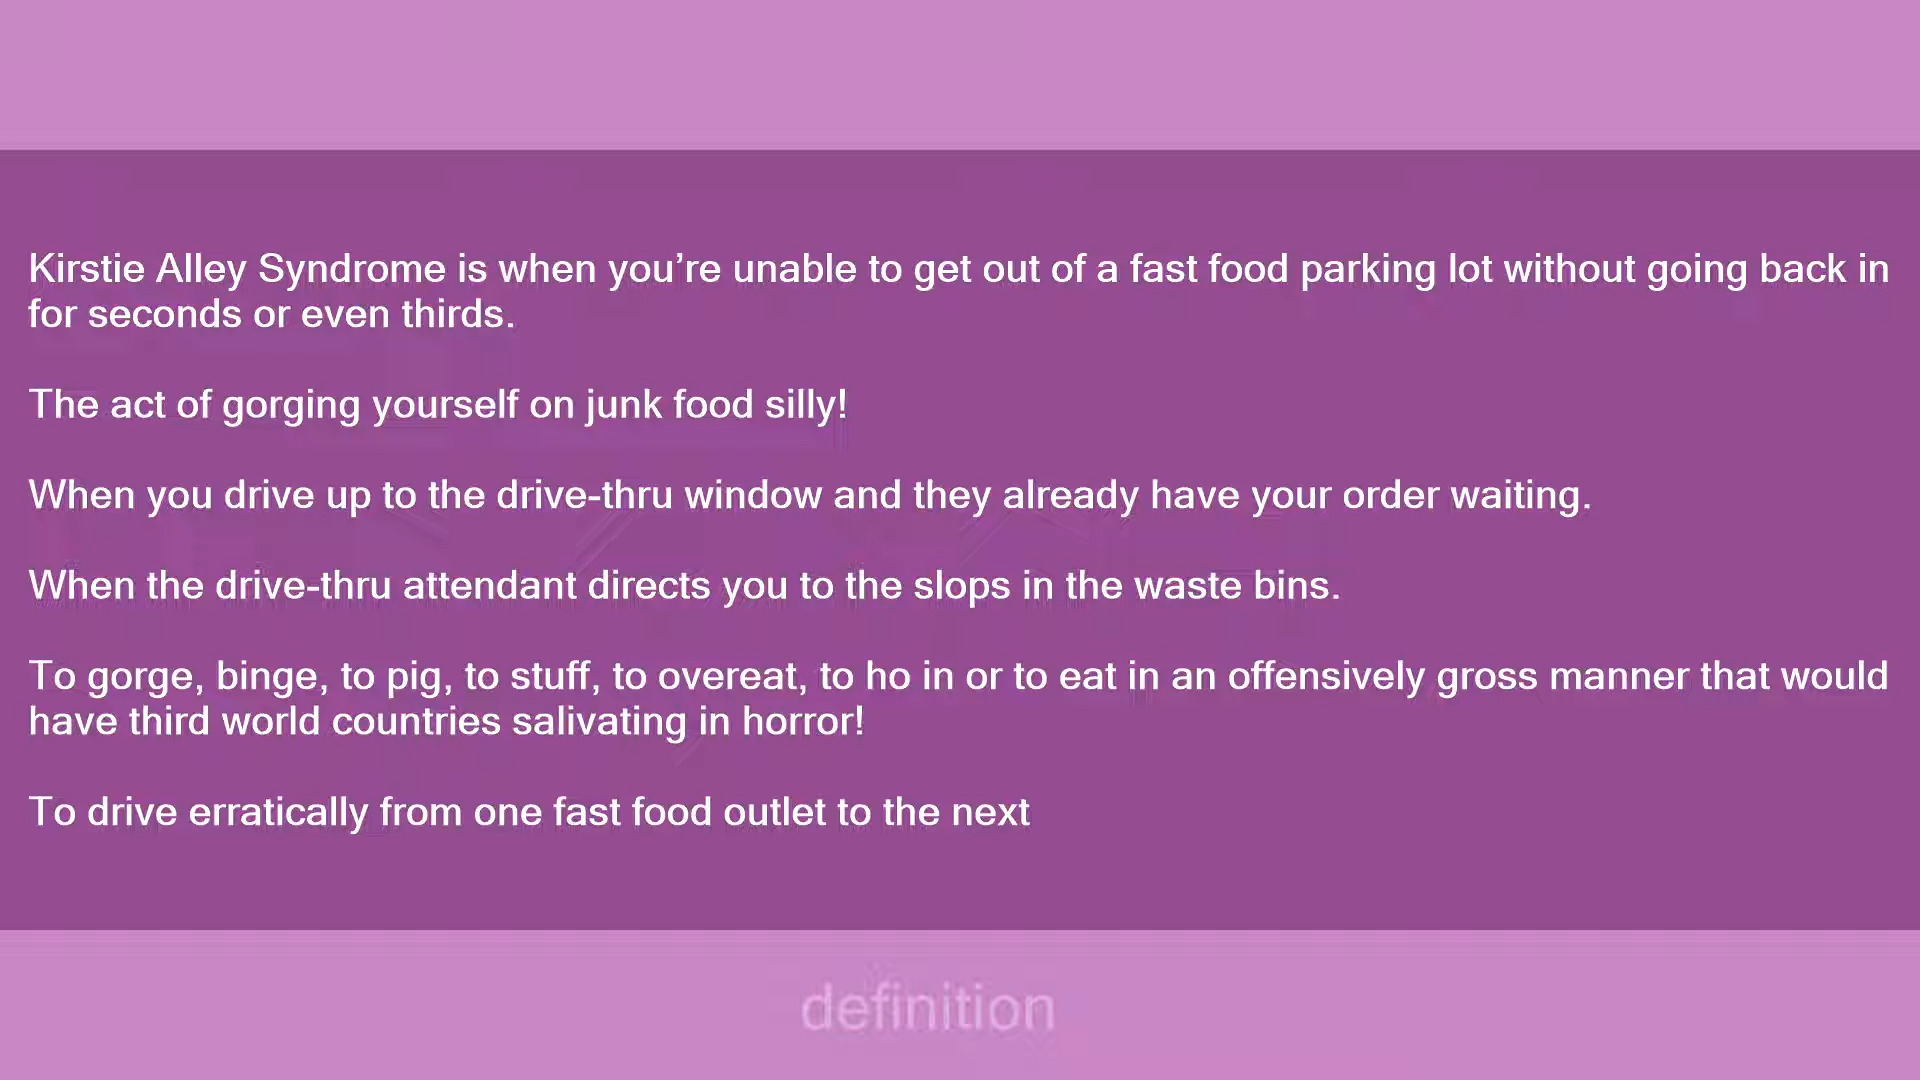 Kirstie Alley Syndrome is when you’re unable to get out of a fast food parking lot without going back in
for seconds or even thirds.
The act of gorging yourself on junk food silly!
When you drive up to the drive-thru window and they already have your order waiting.
When the drive-thru attendant directs you to the slops in the waste bins.
To gorge, binge, to pig, to stuff, to overeat, to ho in or to eat in an offensively gross manner that would
have third world countries salivating in horror!
To drive erratically from one fast food outlet to the next
definition